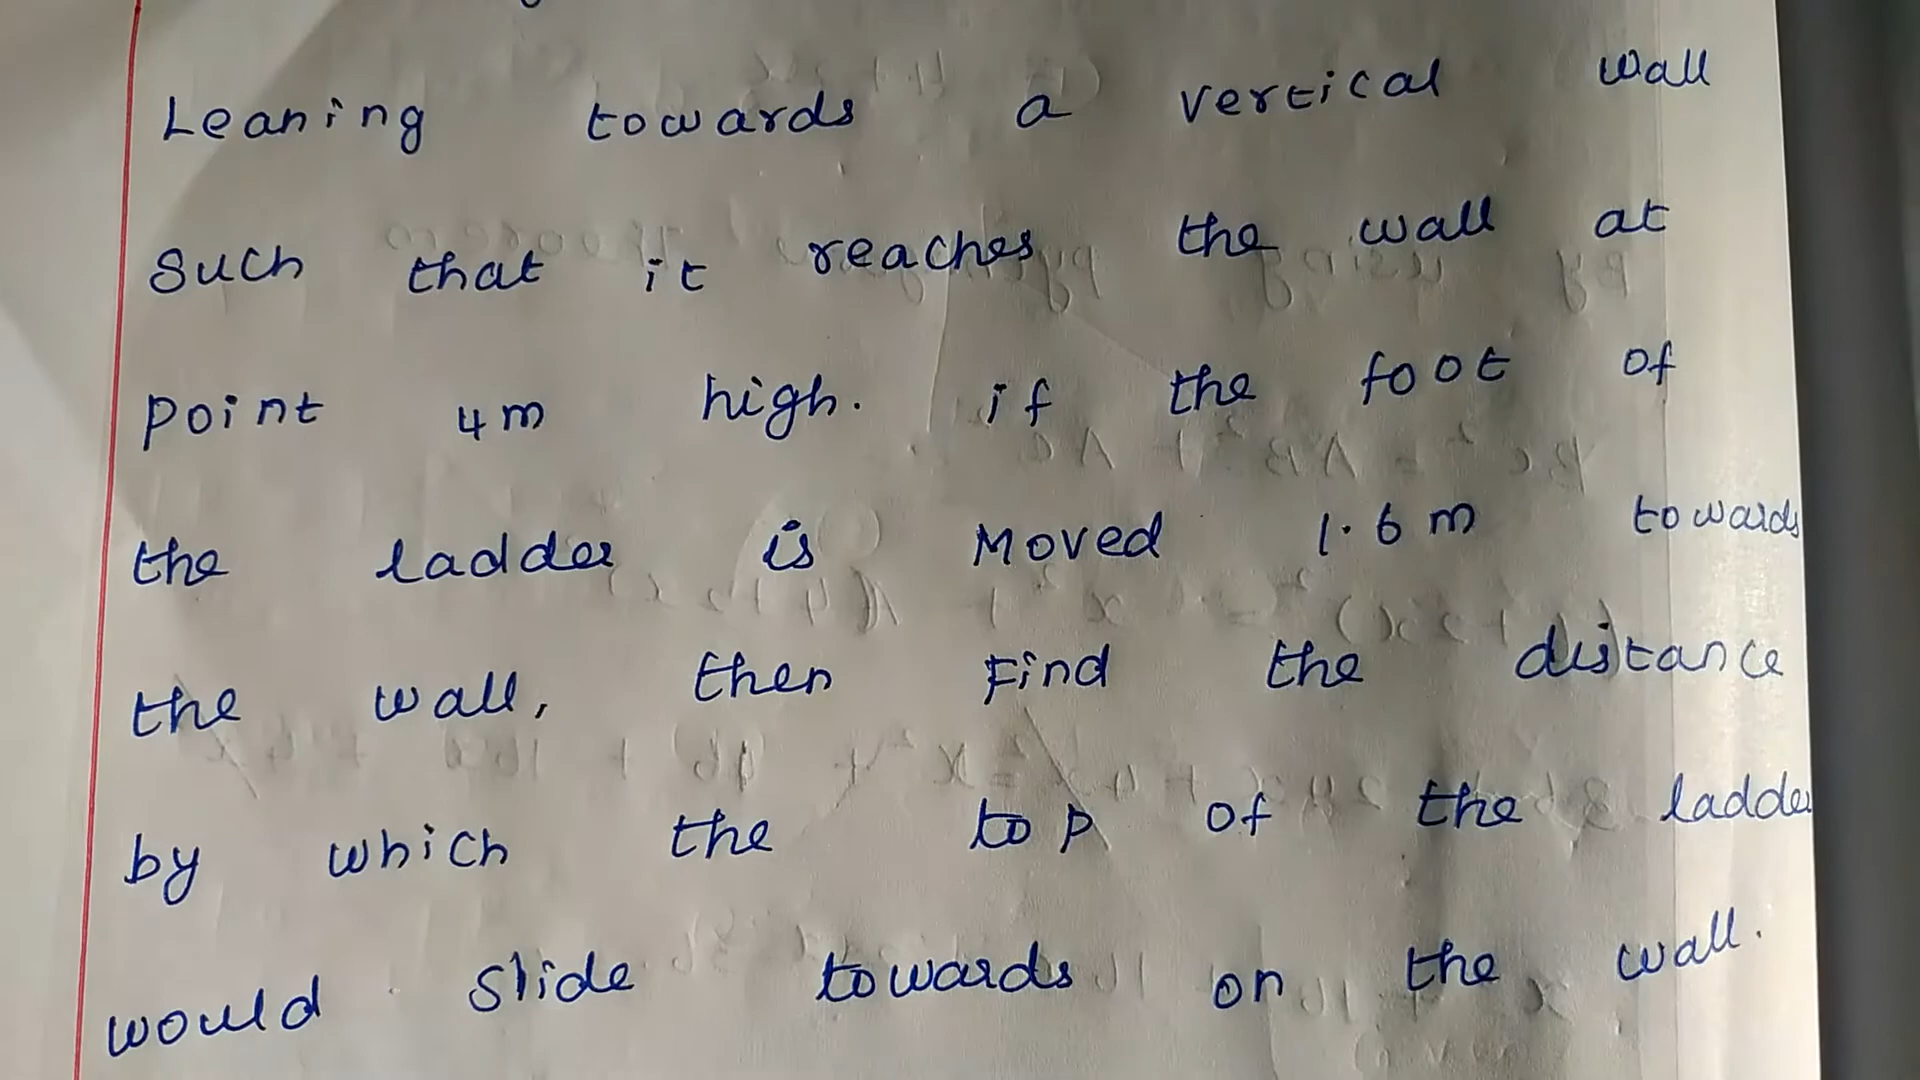 Leaning towards a vertical wall
Such that it reaches the wall at
point 4m high. if the foot of
the ladder is Moved 1.6m towards
the wall, then Find the distance
by which the top of the ladder
would slide towards on the wall.